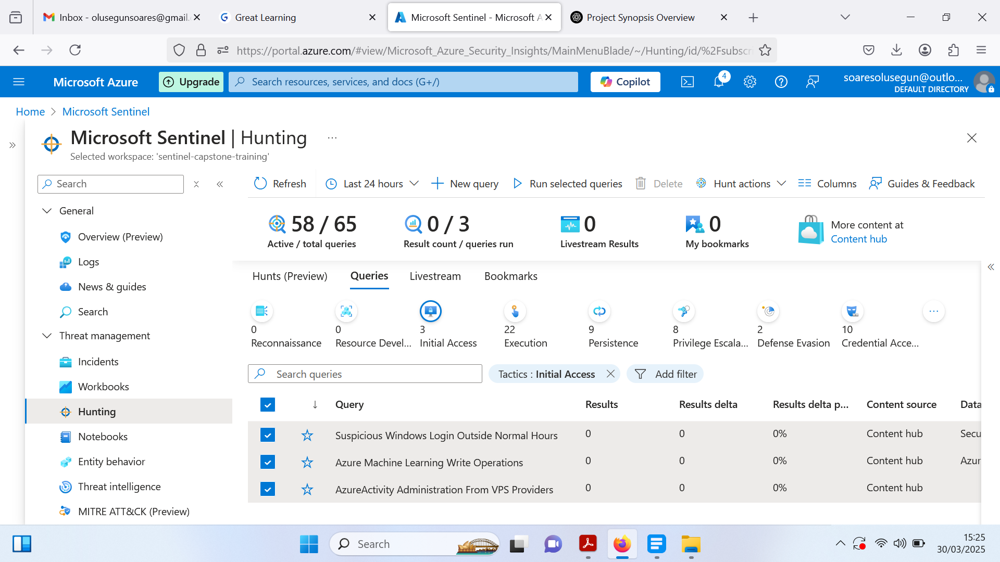 Inbox - olusegunsoares@gmail.
Great Learning
Microsoft Sentinel - Microsoft A
Project Synopsis Overview
https://portal.azure.com/#view/Microsoft_Azure_Security_Insights/MainMenuBlade/~/Hunting/id/%2Fsubscri
Microsoft Azure
Upgrade
Search resources, services, and docs (G+/)
Copilot
4
soaresolusegun@outlo...
DEFAULT DIRECTORY
Home > Microsoft Sentinel
Microsoft Sentinel | Hunting ...
Selected workspace: 'sentinel-capstone-training'
Search
Refresh
Last 24 hours
New query
Run selected queries
Delete
Hunt actions
Columns
Guides & Feedback
General
Overview (Preview)
Logs
News & guides
Search
Threat management
Incidents
Workbooks
Hunting
Notebooks
Entity behavior
Threat intelligence
MITRE ATT&CK (Preview)
58 / 65
Active / total queries
0 / 3
Result count / queries run
0
Livestream Results
0
My bookmarks
More content at
Content hub
Hunts (Preview)
Queries
Livestream
Bookmarks
0
Reconnaissance
0
Resource Devel...
3
Initial Access
22
Execution
9
Persistence
8
Privilege Escala...
2
Defense Evasion
10
Credential Acce...
...
Search queries
Tactics : Initial Access
Add filter
Query Results Results delta Results delta p... Content source Data
Suspicious Windows Login Outside Normal Hours 0 0 0% Content hub Secu
Azure Machine Learning Write Operations 0 0 0% Content hub Azur
AzureActivity Administration From VPS Providers 0 0 0% Content hub
Search
15:25
30/03/2025